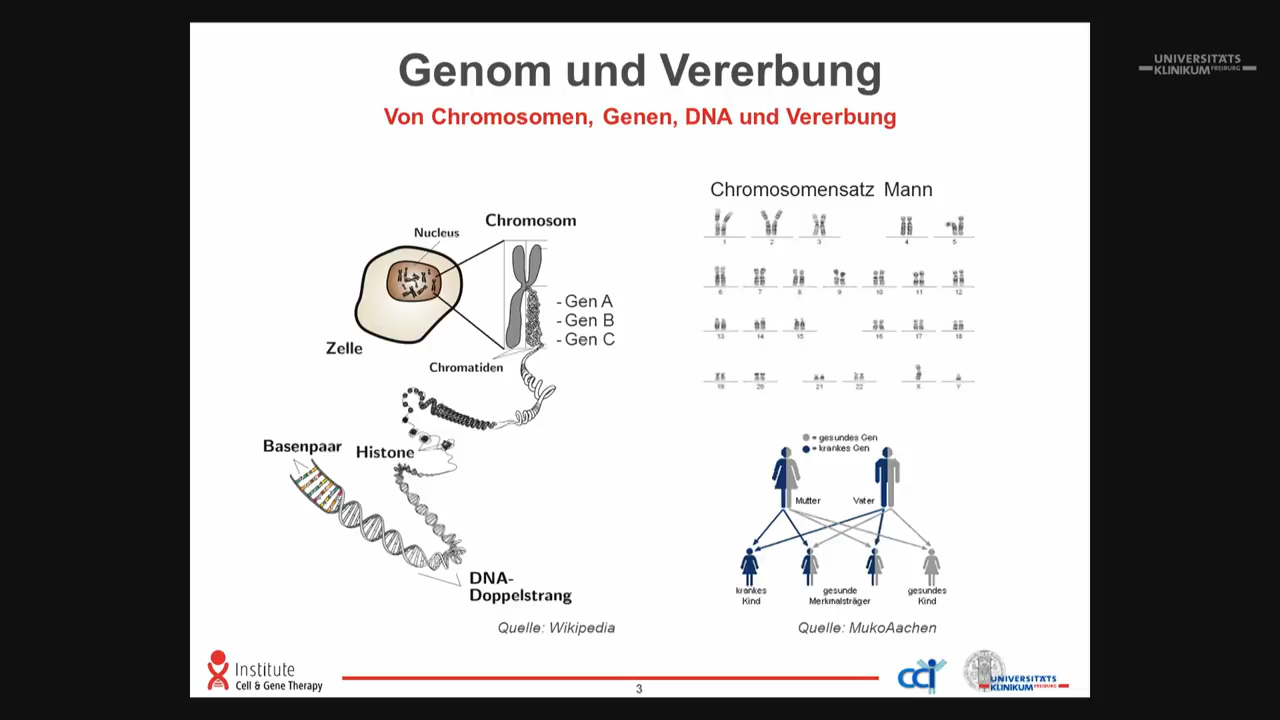 UNIVERSITÄTS
KLINIKUM FREIBURG
Genom und Vererbung
Von Chromosomen, Genen, DNA und Vererbung
Chromosom
Nucleus
- Gen A
- Gen B
- Gen C
Zelle
Chromatiden
Basenpaar
Histone
DNA-
Doppelstrang
Quelle: Wikipedia
Chromosomensatz Mann
1 2 3 4 5
6 7 8 9 10 11 12
13 14 15 16 17 18
19 20 21 22 X Y
= gesundes Gen
= krankes Gen
Mutter Vater
krankes
Kind
gesunde
Merkmalsträger
gesundes
Kind
Quelle: MukoAachen
Institute
Cell & Gene Therapy
3
cci
UNIVERSITÄTS
KLINIKUM FREIBURG